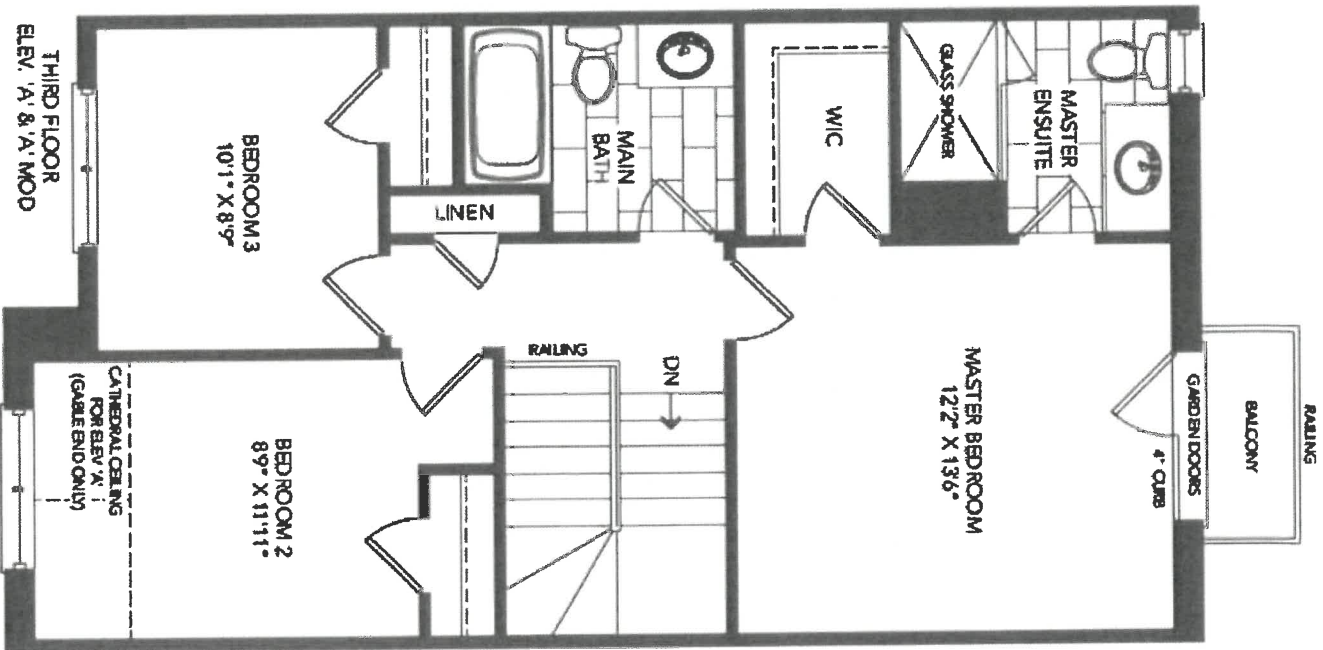 RAILING
BALCONY
GARDEN DOORS
4" CURB
MASTER
ENSUITE
GLASS SHOWER
MASTER BEDROOM
12'2" X 13'6"
WIC
DN
MAIN
BATH
RAILING
LINEN
BEDROOM 2
8'9" X 11'11"
BEDROOM 3
10'1" X 8'9"
CATHEDRAL CEILING
FOR ELEV 'A'
(GABLE END ONLY)
THIRD FLOOR
ELEV. 'A' & 'A' MOD